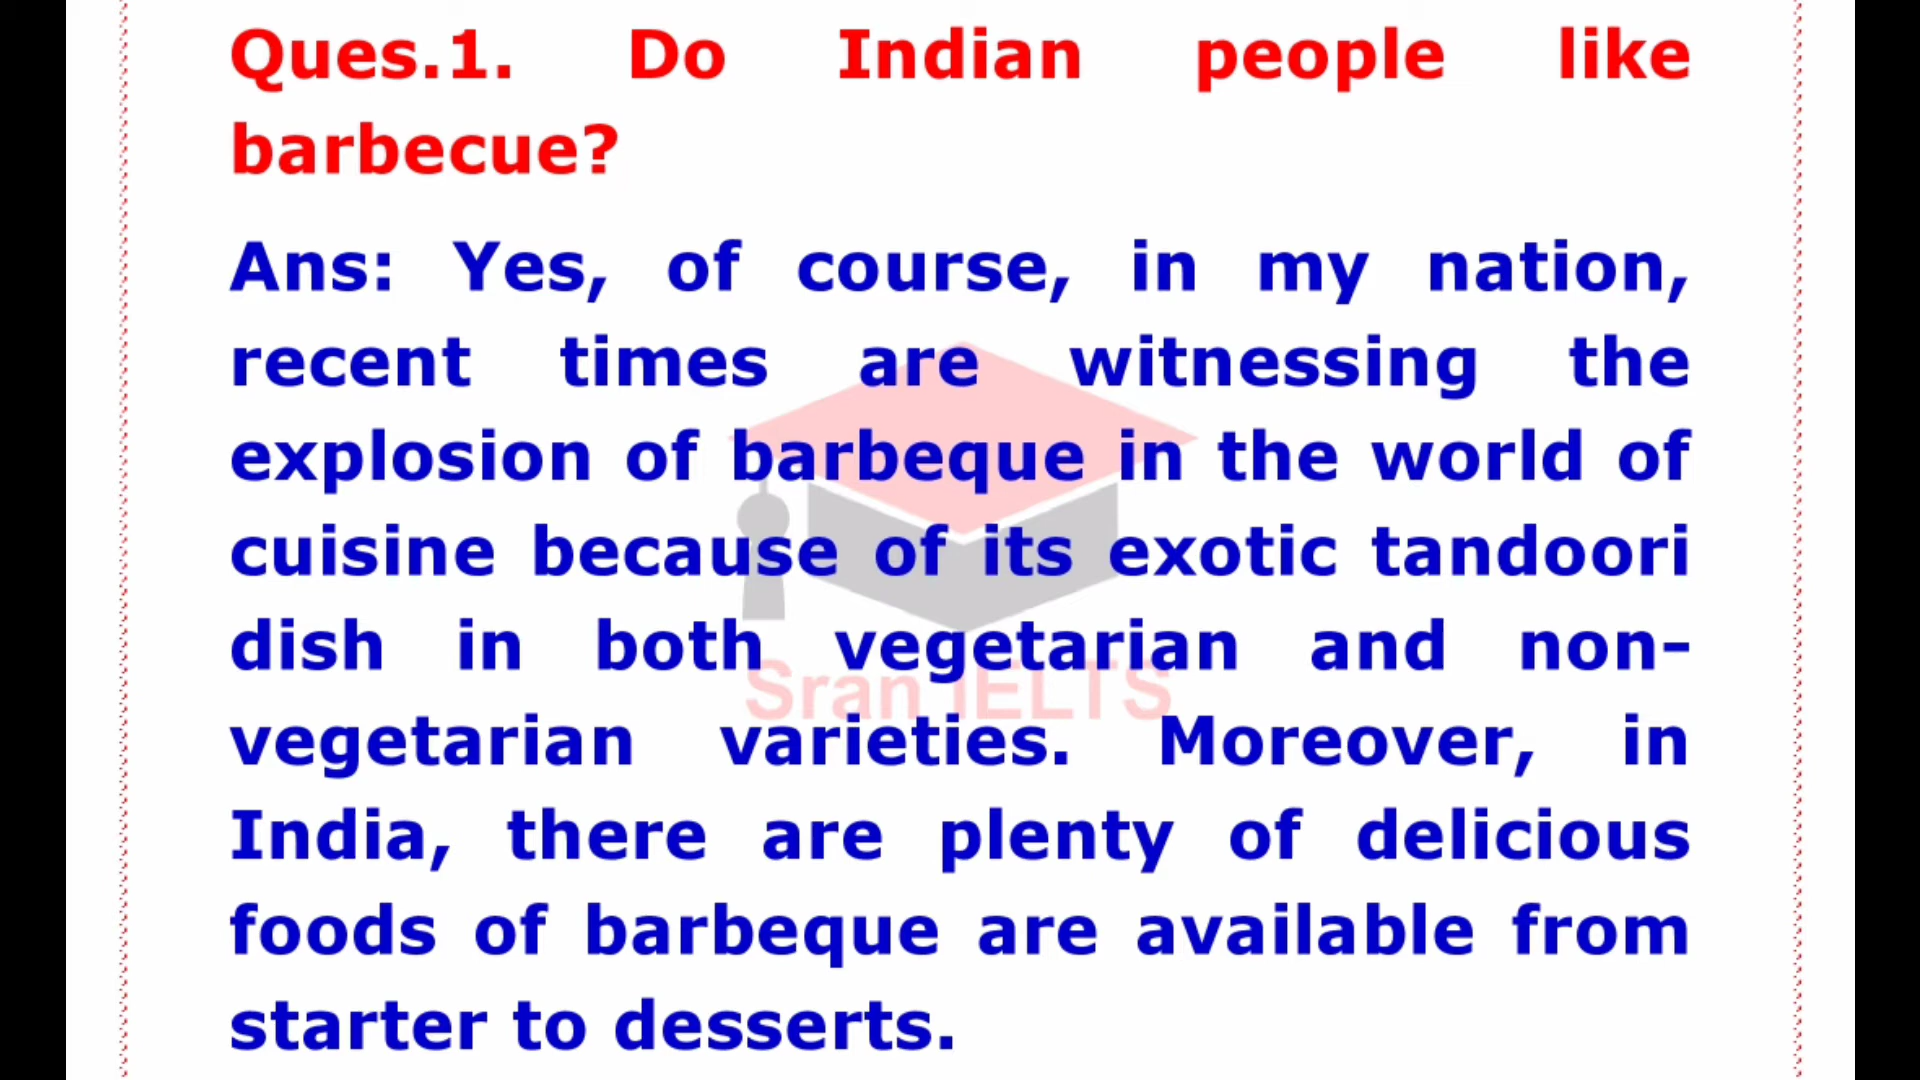 Ques.1. Do Indian people like
barbecue?
Ans: Yes, of course, in my nation,
recent times are witnessing the
explosion of barbeque in the world of
cuisine because of its exotic tandoori
dish in both vegetarian and non-
vegetarian varieties. Moreover, in
India, there are plenty of delicious
foods of barbeque are available from
starter to desserts.
Sran IELTS